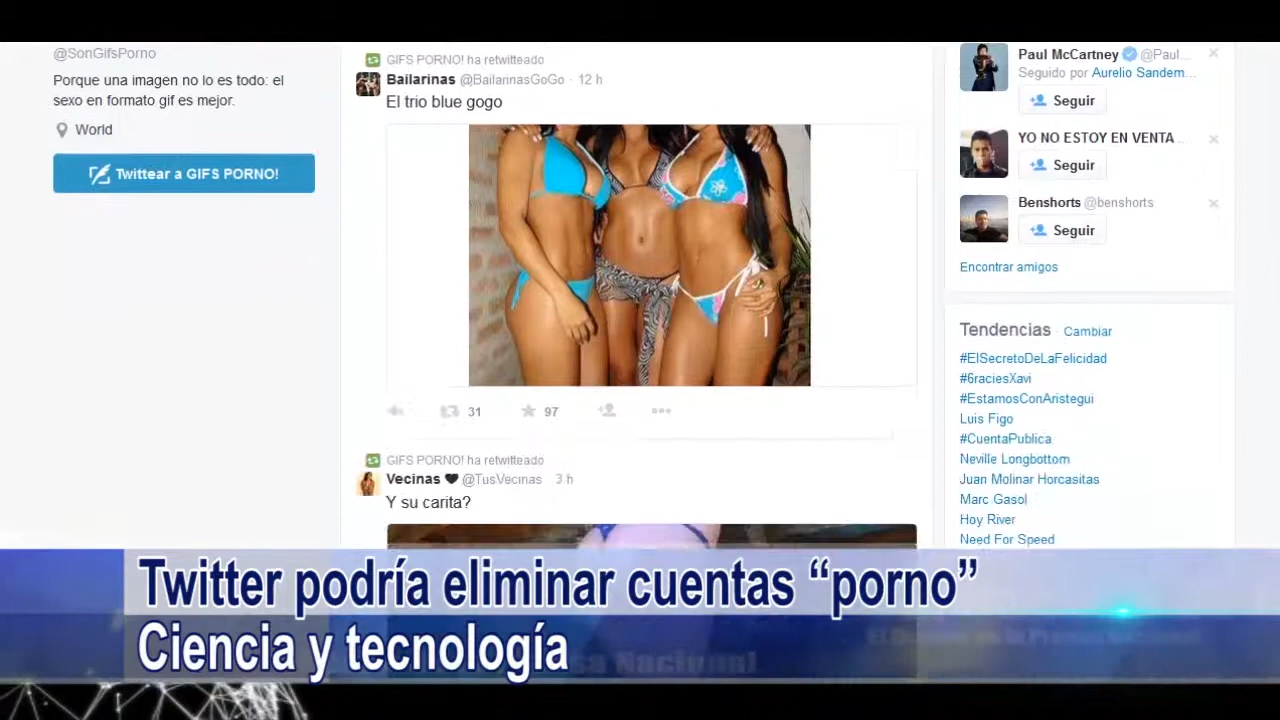 @SonGifsPorno
Porque una imagen no lo es todo: el
sexo en formato gif es mejor.
World
Twittear a GIFS PORNO!
GIFS PORNO! ha retwitteado
Bailarinas @BailarinasGoGo · 12 h
El trio blue gogo
31
97
GIFS PORNO! ha retwitteado
Vecinas @TusVecinas 3 h
Y su carita?
Paul McCartney @Paul...
Seguido por Aurelio Sandem...
Seguir
YO NO ESTOY EN VENTA ...
Seguir
Benshorts @benshorts
Seguir
Encontrar amigos
Tendencias · Cambiar
#ElSecretoDeLaFelicidad
#6raciesXavi
#EstamosConAristegui
Luis Figo
#CuentaPublica
Neville Longbottom
Juan Molinar Horcasitas
Marc Gasol
Hoy River
Need For Speed
Twitter podría eliminar cuentas “porno”
Ciencia y tecnología